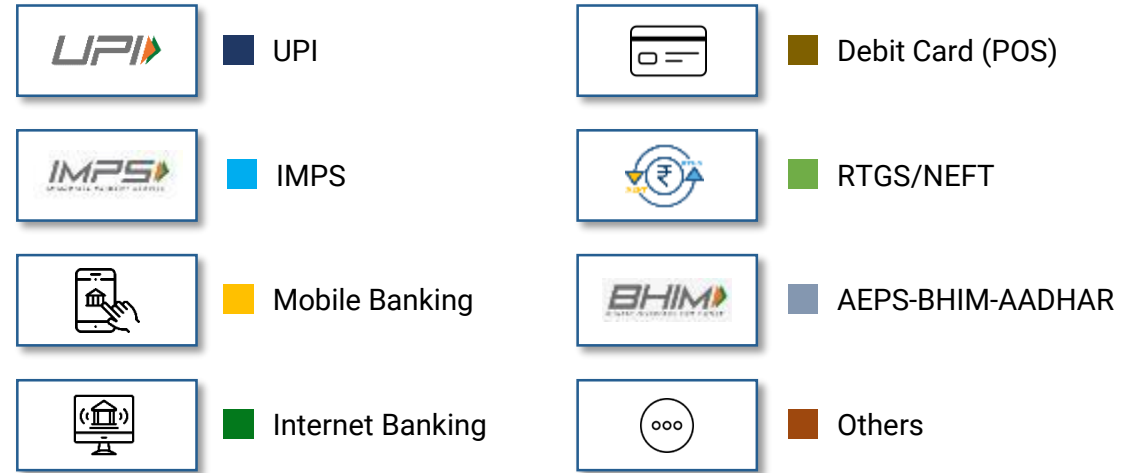 UPI UPI
Debit Card (POS)
IMPS IMPS
RTGS/NEFT
Mobile Banking
BHIM AEPS-BHIM-AADHAR
Internet Banking
Others